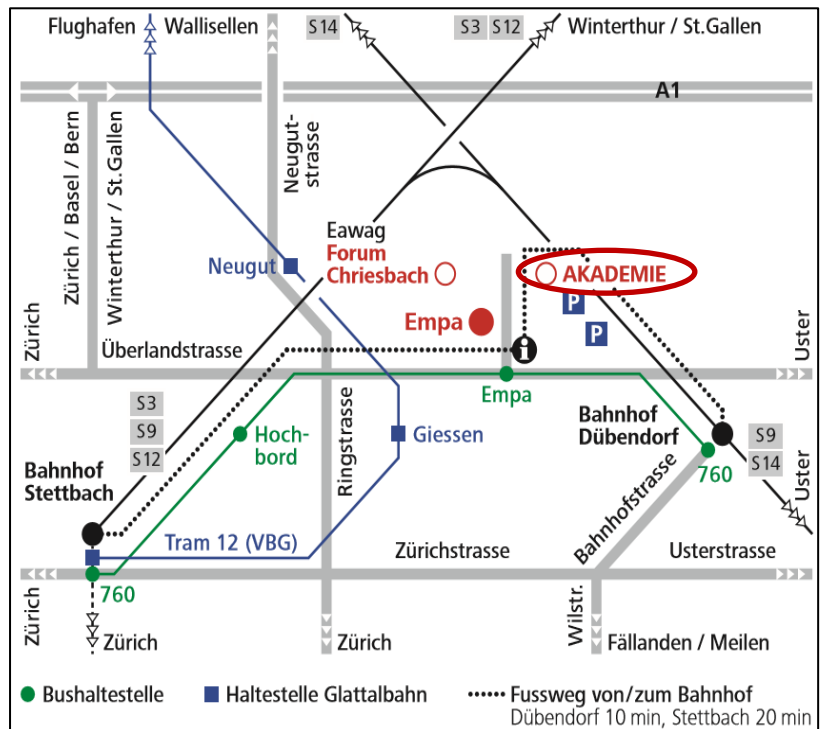 Flughafen
Wallisellen
S14
S3
S12
Winterthur / St.Gallen
A1
Zürich / Basel / Bern
Winterthur / St.Gallen
Neugut-
strasse
Eawag
Forum
Chriesbach
AKADEMIE
Neugut
P
Empa
P
Zürich
Überlandstrasse
i
Uster
Empa
S3
S9
S12
Hoch-
bord
Ringstrasse
Giessen
Bahnhof
Dübendorf
S9
S14
760
Bahnhof
Stettbach
Bahnhofstrasse
Uster
Tram 12 (VBG)
Zürichstrasse
Usterstrasse
760
Zürich
Zürich
Zürich
Wilstr.
Fällanden / Meilen
Bushaltestelle
Haltestelle Glattalbahn
Fussweg von/zum Bahnhof
Dübendorf 10 min, Stettbach 20 min